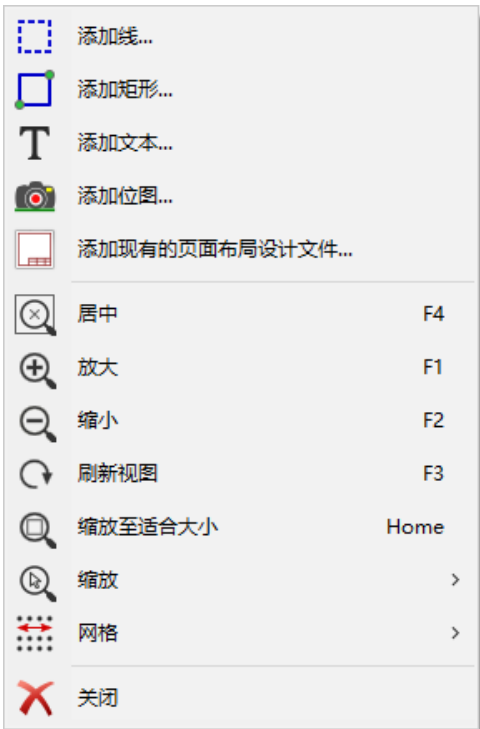 添加线...
添加矩形...
添加文本...
添加位图...
添加现有的页面布局设计文件...
居中 F4
放大 F1
缩小 F2
刷新视图 F3
缩放至适合大小 Home
缩放
网格
关闭